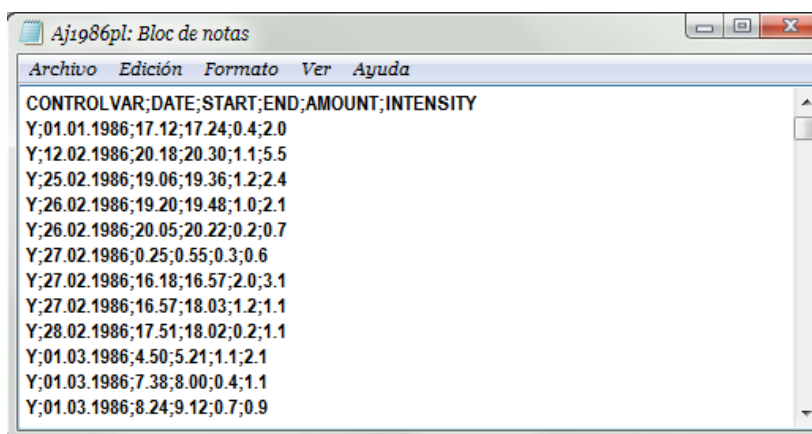 Aj1986pl: Bloc de notas
Archivo Edición Formato Ver Ayuda
CONTROLVAR;DATE;START;END;AMOUNT;INTENSITY
Y;01.01.1986;17.12;17.24;0.4;2.0
Y;12.02.1986;20.18;20.30;1.1;5.5
Y;25.02.1986;19.06;19.36;1.2;2.4
Y;26.02.1986;19.20;19.48;1.0;2.1
Y;26.02.1986;20.05;20.22;0.2;0.7
Y;27.02.1986;0.25;0.55;0.3;0.6
Y;27.02.1986;16.18;16.57;2.0;3.1
Y;27.02.1986;16.57;18.03;1.2;1.1
Y;28.02.1986;17.51;18.02;0.2;1.1
Y;01.03.1986;4.50;5.21;1.1;2.1
Y;01.03.1986;7.38;8.00;0.4;1.1
Y;01.03.1986;8.24;9.12;0.7;0.9